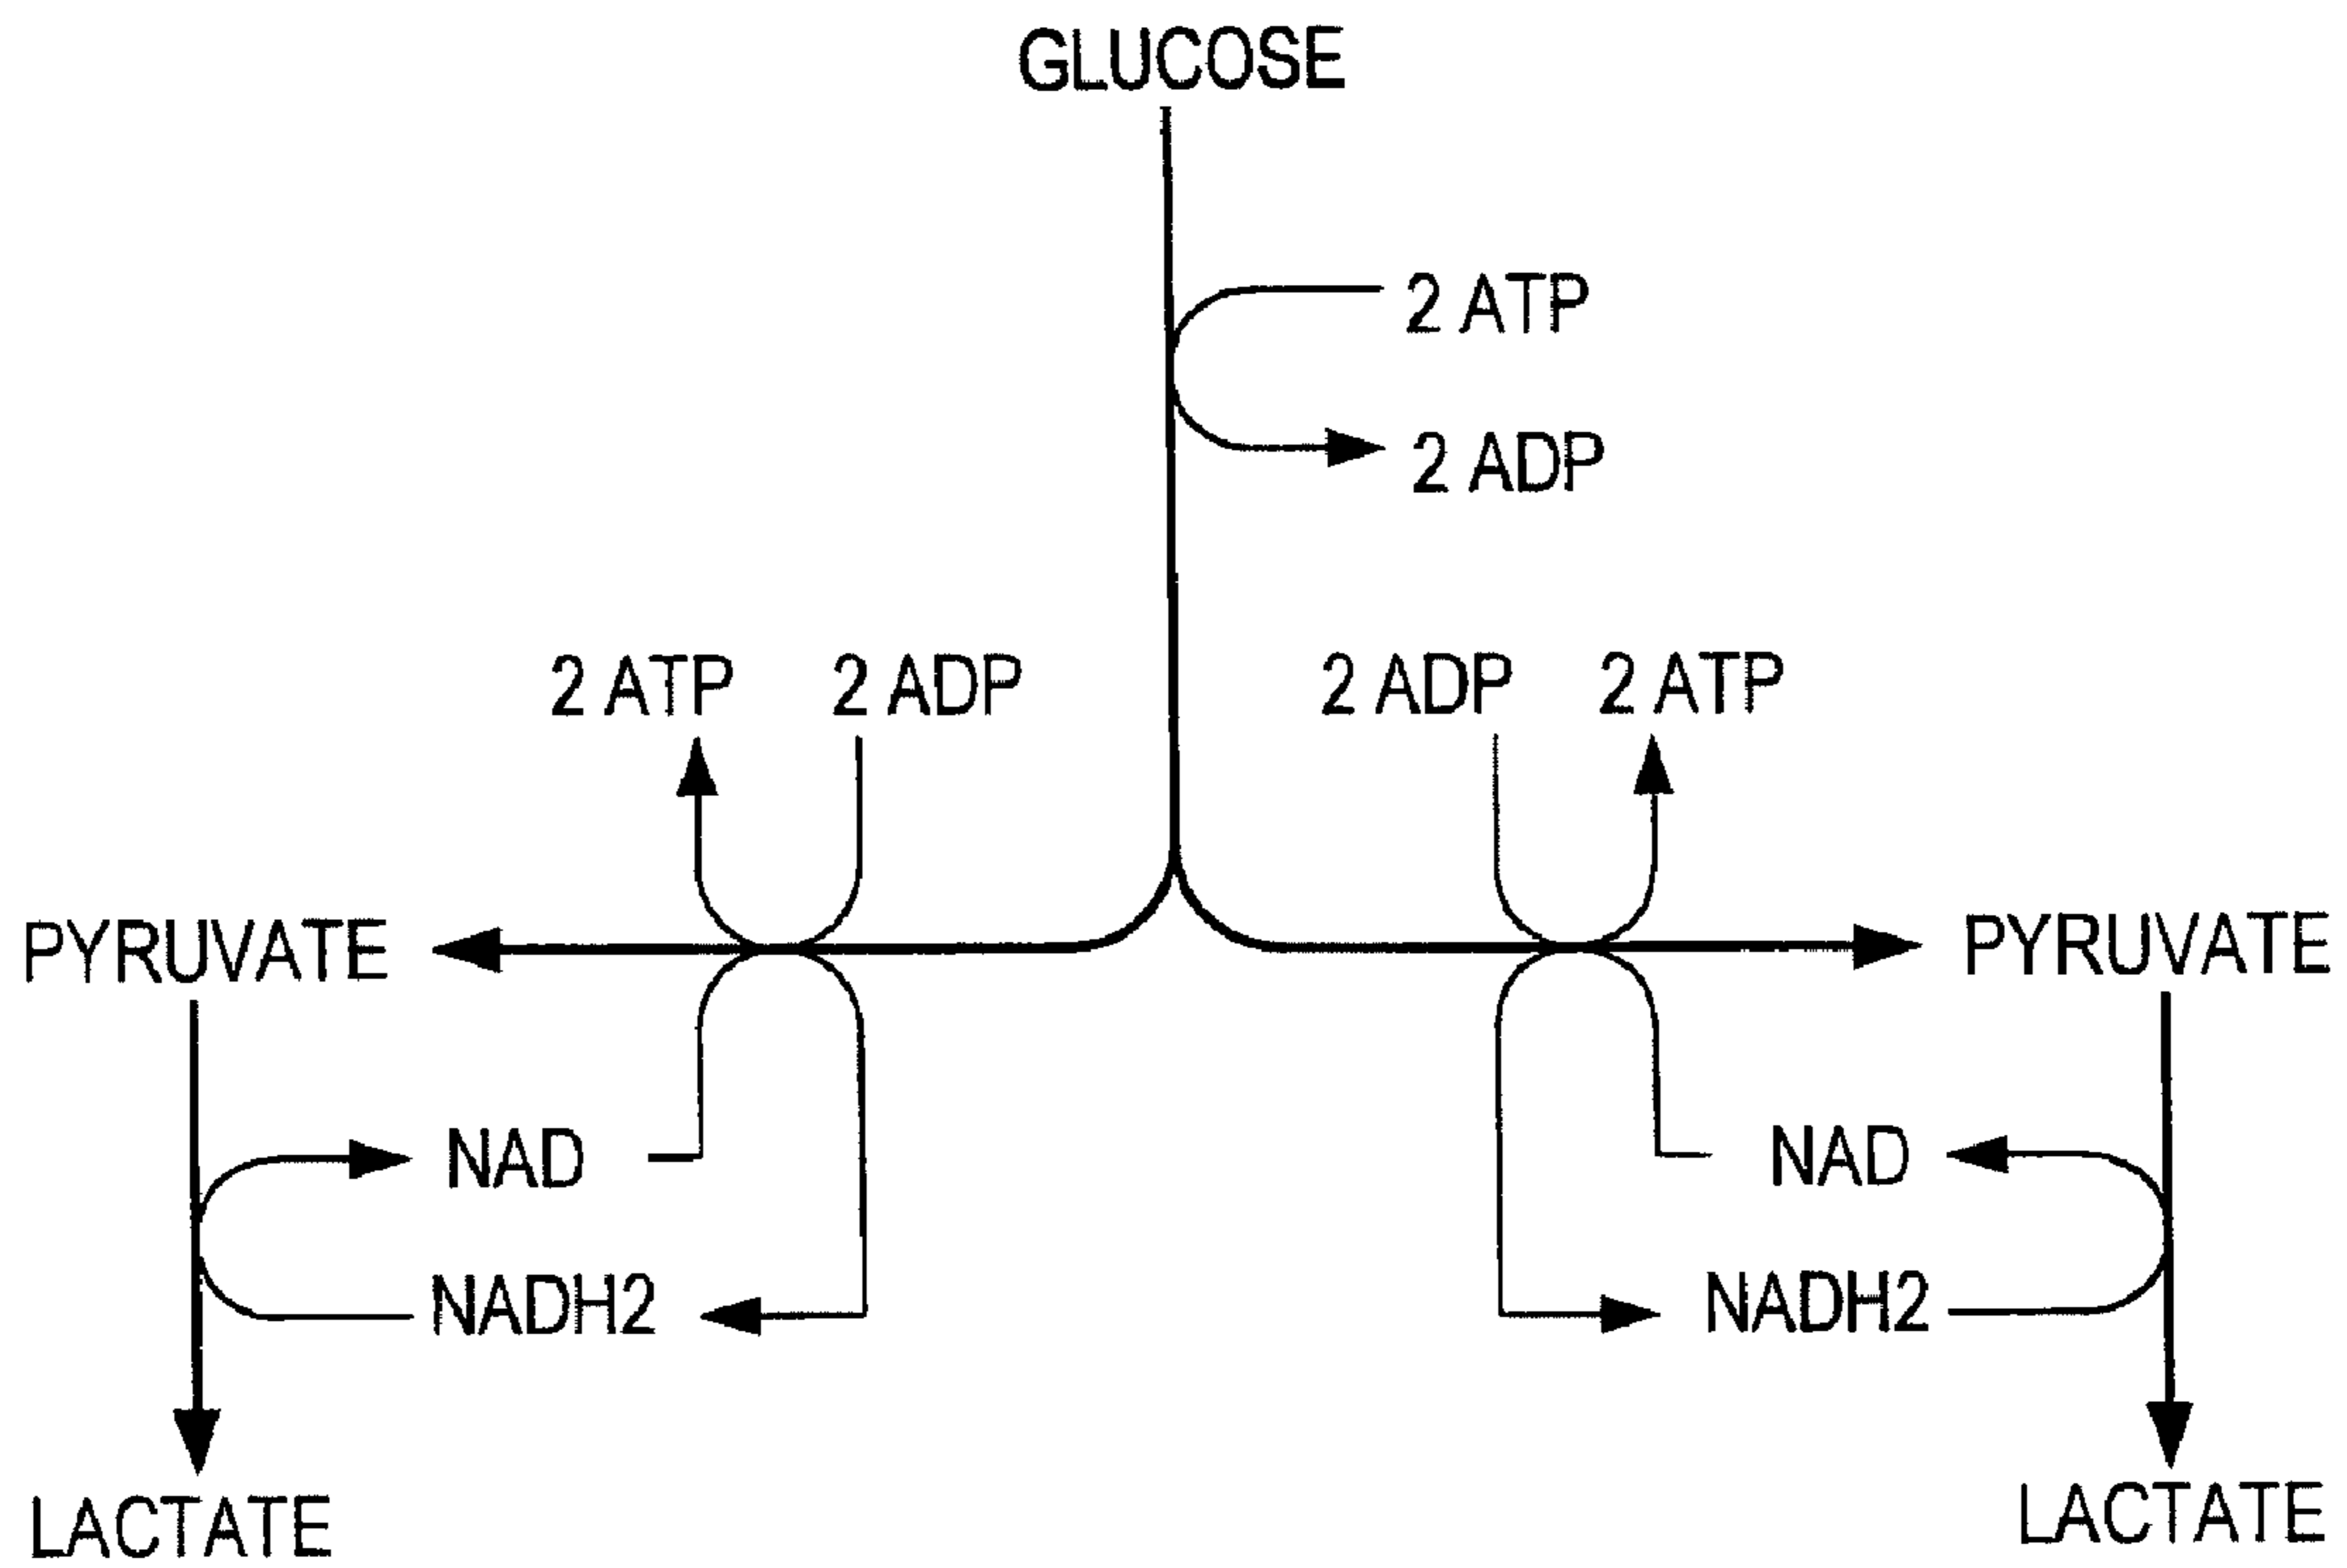 GLUCOSE
2 ATP
2 ADP
2 ATP 2 ADP 2 ADP 2 ATP
PYRUVATE PYRUVATE
NAD NAD
NADH2 NADH2
LACTATE LACTATE